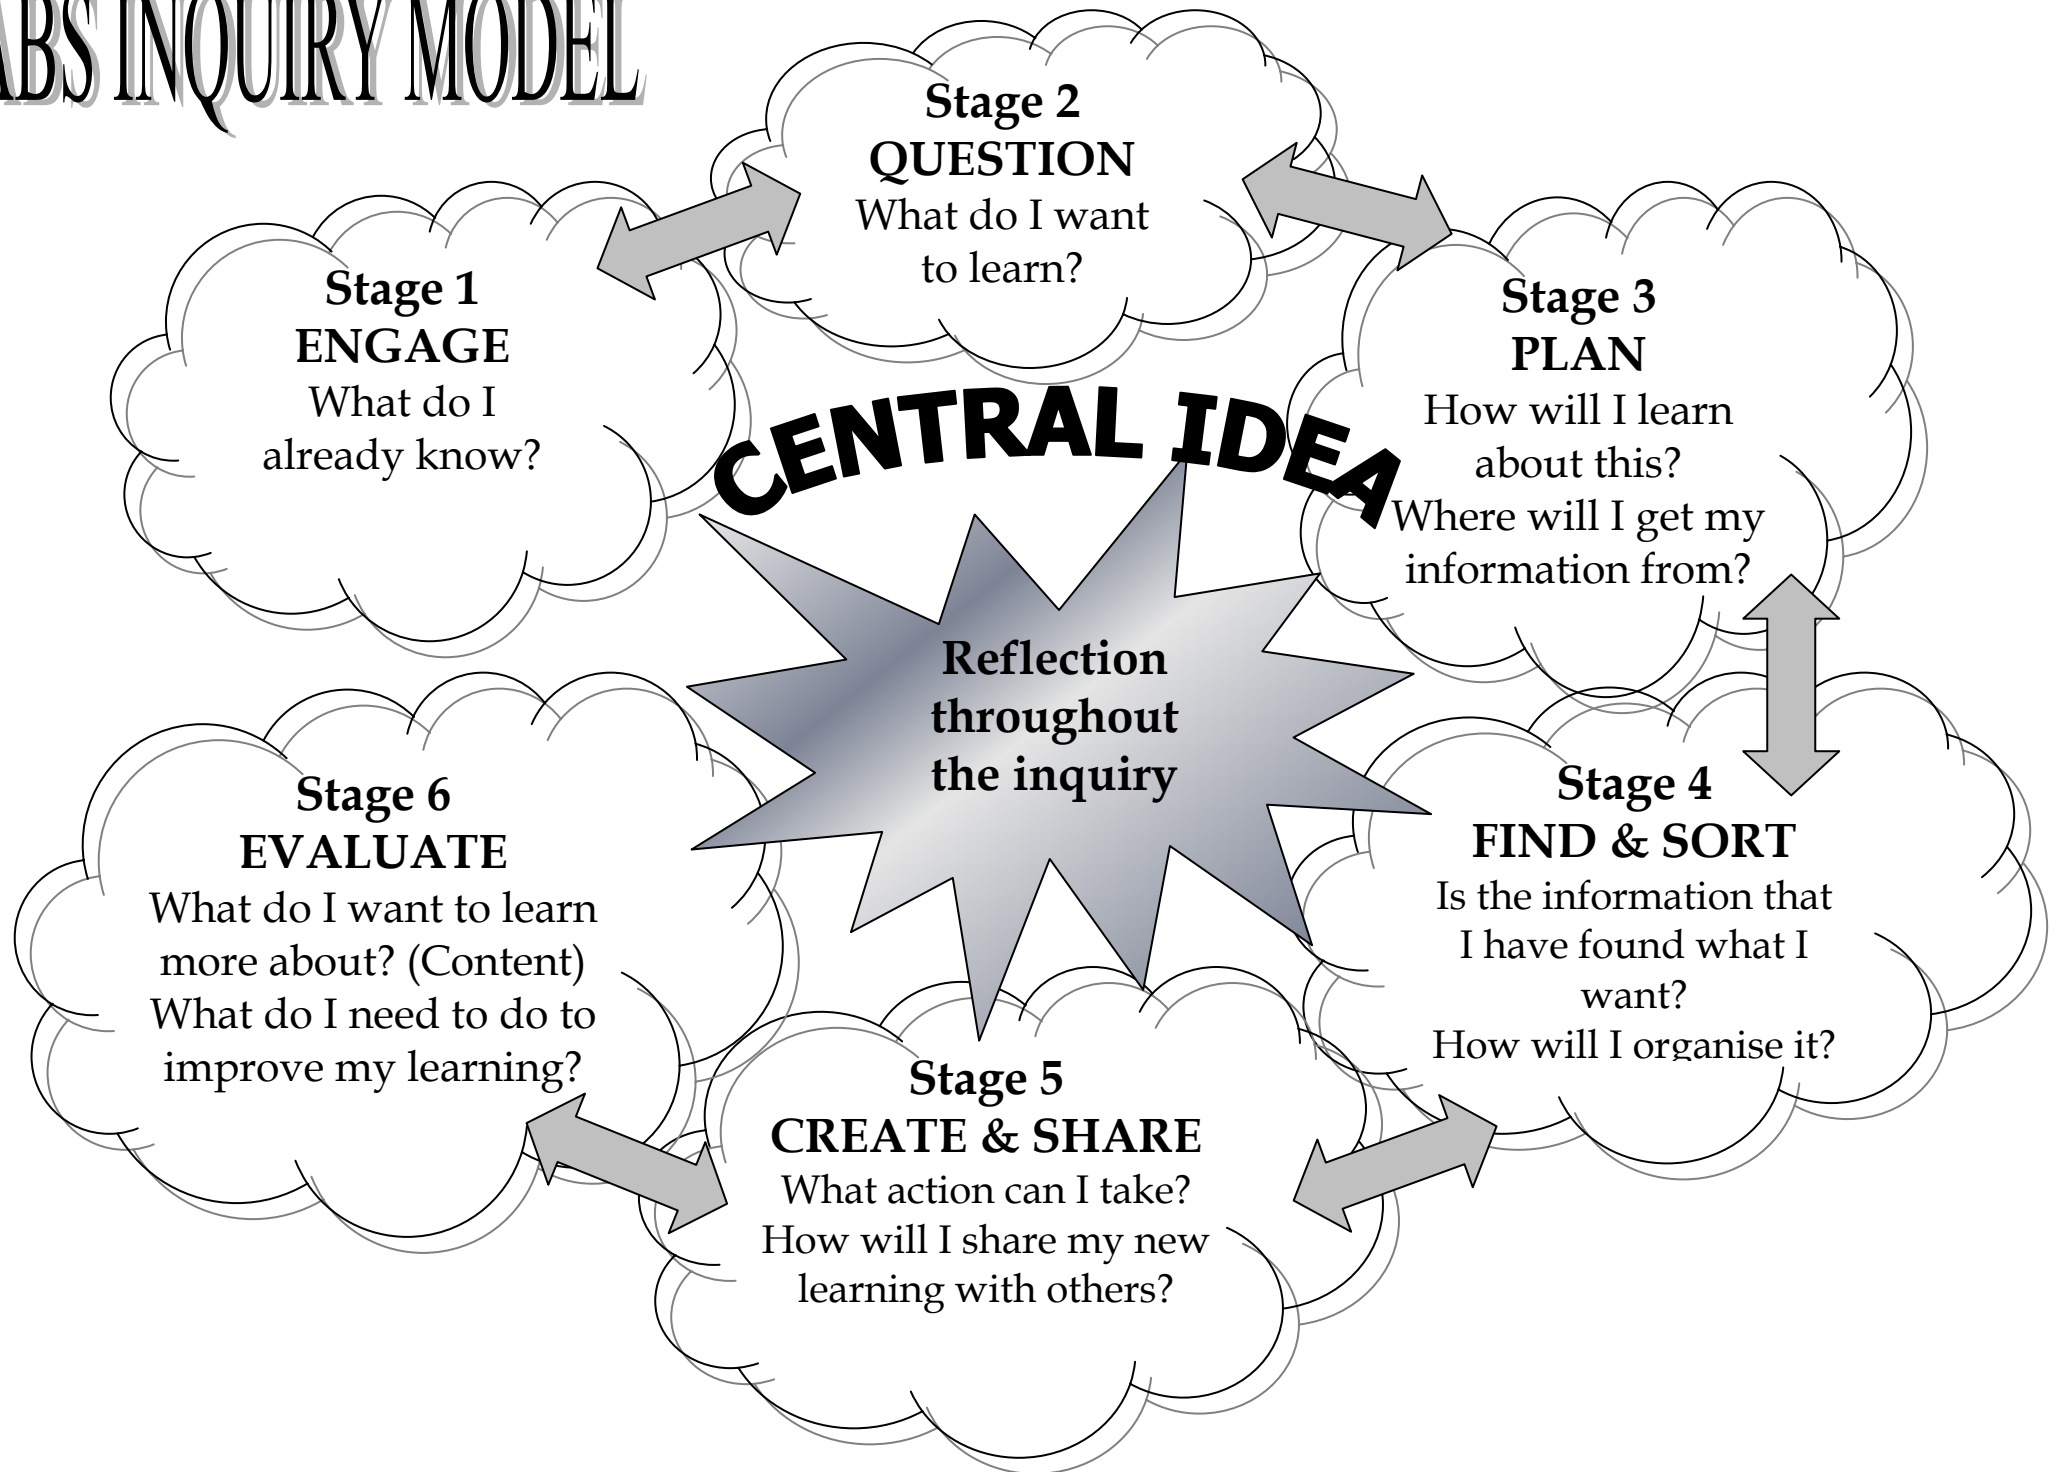 ABS INQUIRY MODEL
Stage 1
ENGAGE
What do I
already know?
Stage 2
QUESTION
What do I want
to learn?
Stage 3
PLAN
How will I learn
about this?
Where will I get my
information from?
CENTRAL IDEA
Reflection
throughout
the inquiry
Stage 4
FIND & SORT
Is the information that
I have found what I
want?
How will I organise it?
Stage 5
CREATE & SHARE
What action can I take?
How will I share my new
learning with others?
Stage 6
EVALUATE
What do I want to learn
more about? (Content)
What do I need to do to
improve my learning?